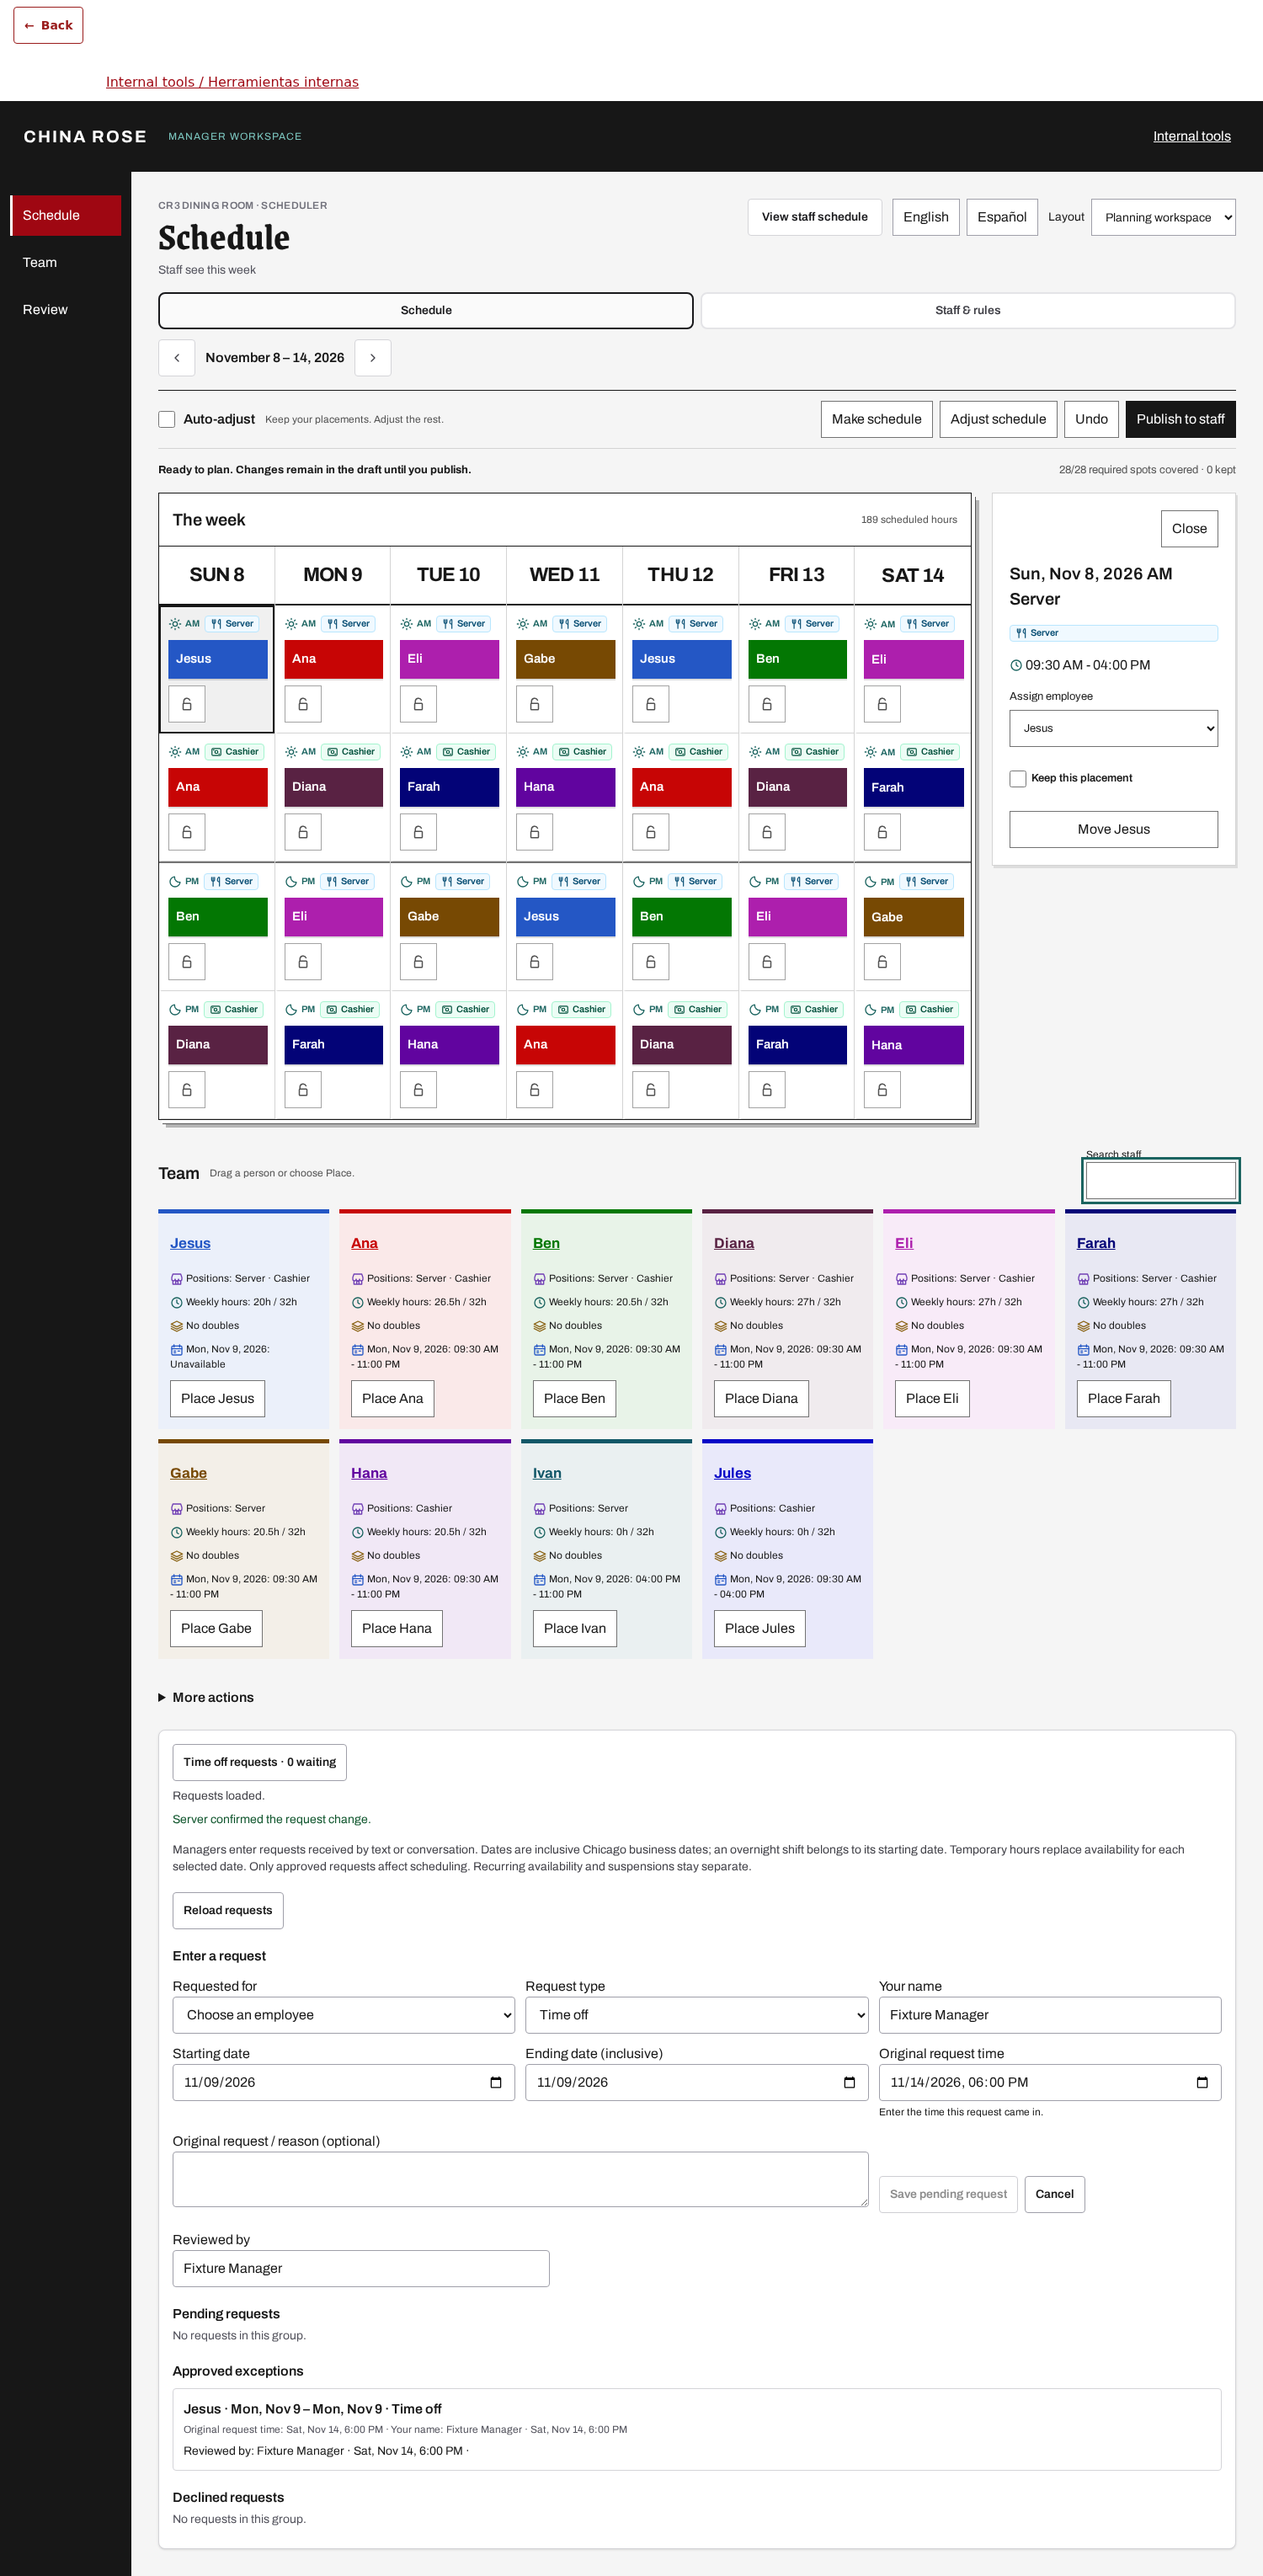 ← Back
Internal tools / Herramientas internas
CHINA ROSE MANAGER WORKSPACE Internal tools
Schedule
Team
Review
CR3 DINING ROOM · SCHEDULER
Schedule
Staff see this week
View staff schedule English Español Layout Planning workspace
Schedule Staff & rules
‹ November 8 – 14, 2026 ›
Auto-adjust Keep your placements. Adjust the rest.
Make schedule Adjust schedule Undo Publish to staff
Ready to plan. Changes remain in the draft until you publish. 28/28 required spots covered · 0 kept
The week 189 scheduled hours
SUN 8 MON 9 TUE 10 WED 11 THU 12 FRI 13 SAT 14
AM Server AM Server AM Server AM Server AM Server AM Server AM Server
Jesus Ana Eli Gabe Jesus Ben Eli
AM Cashier AM Cashier AM Cashier AM Cashier AM Cashier AM Cashier AM Cashier
Ana Diana Farah Hana Ana Diana Farah
PM Server PM Server PM Server PM Server PM Server PM Server PM Server
Ben Eli Gabe Jesus Ben Eli Gabe
PM Cashier PM Cashier PM Cashier PM Cashier PM Cashier PM Cashier PM Cashier
Diana Farah Hana Ana Diana Farah Hana
Close
Sun, Nov 8, 2026 AM
Server
Server
09:30 AM - 04:00 PM
Assign employee
Jesus
Keep this placement
Move Jesus
Team Drag a person or choose Place.
Search staff
Jesus
Positions: Server · Cashier
Weekly hours: 20h / 32h
No doubles
Mon, Nov 9, 2026:
Unavailable
Place Jesus
Ana
Positions: Server · Cashier
Weekly hours: 26.5h / 32h
No doubles
Mon, Nov 9, 2026: 09:30 AM
- 11:00 PM
Place Ana
Ben
Positions: Server · Cashier
Weekly hours: 20.5h / 32h
No doubles
Mon, Nov 9, 2026: 09:30 AM
- 11:00 PM
Place Ben
Diana
Positions: Server · Cashier
Weekly hours: 27h / 32h
No doubles
Mon, Nov 9, 2026: 09:30 AM
- 11:00 PM
Place Diana
Eli
Positions: Server · Cashier
Weekly hours: 27h / 32h
No doubles
Mon, Nov 9, 2026: 09:30 AM
- 11:00 PM
Place Eli
Farah
Positions: Server · Cashier
Weekly hours: 27h / 32h
No doubles
Mon, Nov 9, 2026: 09:30 AM
- 11:00 PM
Place Farah
Gabe
Positions: Server
Weekly hours: 20.5h / 32h
No doubles
Mon, Nov 9, 2026: 09:30 AM
- 11:00 PM
Place Gabe
Hana
Positions: Cashier
Weekly hours: 20.5h / 32h
No doubles
Mon, Nov 9, 2026: 09:30 AM
- 11:00 PM
Place Hana
Ivan
Positions: Server
Weekly hours: 0h / 32h
No doubles
Mon, Nov 9, 2026: 04:00 PM
- 11:00 PM
Place Ivan
Jules
Positions: Cashier
Weekly hours: 0h / 32h
No doubles
Mon, Nov 9, 2026: 09:30 AM
- 04:00 PM
Place Jules
More actions
Time off requests · 0 waiting
Requests loaded.
Server confirmed the request change.
Managers enter requests received by text or conversation. Dates are inclusive Chicago business dates; an overnight shift belongs to its starting date. Temporary hours replace availability for each
selected date. Only approved requests affect scheduling. Recurring availability and suspensions stay separate.
Reload requests
Enter a request
Requested for Request type Your name
Choose an employee Time off Fixture Manager
Starting date Ending date (inclusive) Original request time
11/09/2026 11/09/2026 11/14/2026, 06:00 PM
Enter the time this request came in.
Original request / reason (optional)
Save pending request Cancel
Reviewed by
Fixture Manager
Pending requests
No requests in this group.
Approved exceptions
Jesus · Mon, Nov 9 – Mon, Nov 9 · Time off
Original request time: Sat, Nov 14, 6:00 PM · Your name: Fixture Manager · Sat, Nov 14, 6:00 PM
Reviewed by: Fixture Manager · Sat, Nov 14, 6:00 PM ·
Declined requests
No requests in this group.